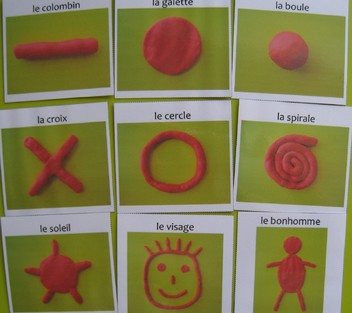 le colombin
la galette
la boule
la croix
le cercle
la spirale
le soleil
le visage
le bonhomme